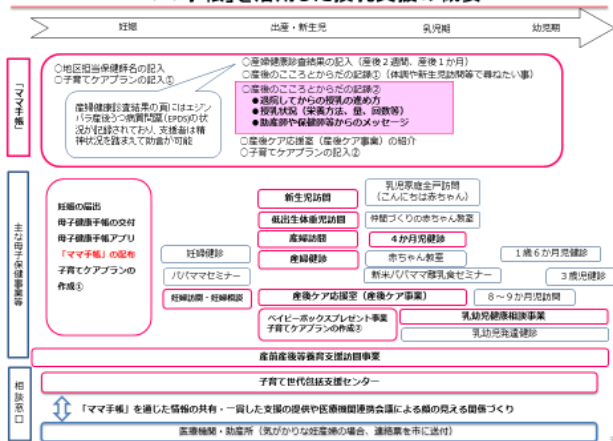 妊娠
出産・新生児
乳児期
幼児期
「ママ手帳」
○地区担当保健師名の記入
○子育てケアプランの記入①
産婦健康診査結果の頁にはエジン
バラ産後うつ病質問票(EPDS)の状
況が記録されており、支援者は精
神状況を踏まえて助言が可能
○産婦健康診査結果の記入(産後2週間、産後1か月)
○産後のこころとからだの記録①(体調や新生児訪問等で尋ねたい事)
○産後のこころとからだの記録②
●退院してからの授乳の進め方
●授乳状況(栄養方法、量、回数等)
●助産師や保健師等からのメッセージ
○産後ケア応援室(産後ケア事業)の紹介
○子育てケアプランの記入②
主な母子保健事業等
妊娠の届出
母子健康手帳の交付
母子健康手帳アプリ
「ママ手帳」の配布
子育てケアプランの
作成①
妊婦健診
パパママセミナー
妊婦訪問・妊婦相談
新生児訪問
低出生体重児訪問
産婦訪問
産婦健診
乳児家庭全戸訪問
(こんにちは赤ちゃん)
仲間づくりの赤ちゃん教室
4か月児健診
赤ちゃん教室
新米パパママ離乳食セミナー
1歳6か月児健診
3歳児健診
産後ケア応援室(産後ケア事業)
8~9か月児訪問
ベイビーボックスプレゼント事業
子育てケアプランの作成②
乳幼児健康相談事業
乳幼児発達健診
産前産後等養育支援訪問事業
相談窓口
子育て世代包括支援センター
「ママ手帳」を通じた情報の共有・一貫した支援の提供や医療機関連携会議による顔の見える関係づくり
医療機関・助産所(気がかりな妊産婦の場合、連絡票を市に送付)